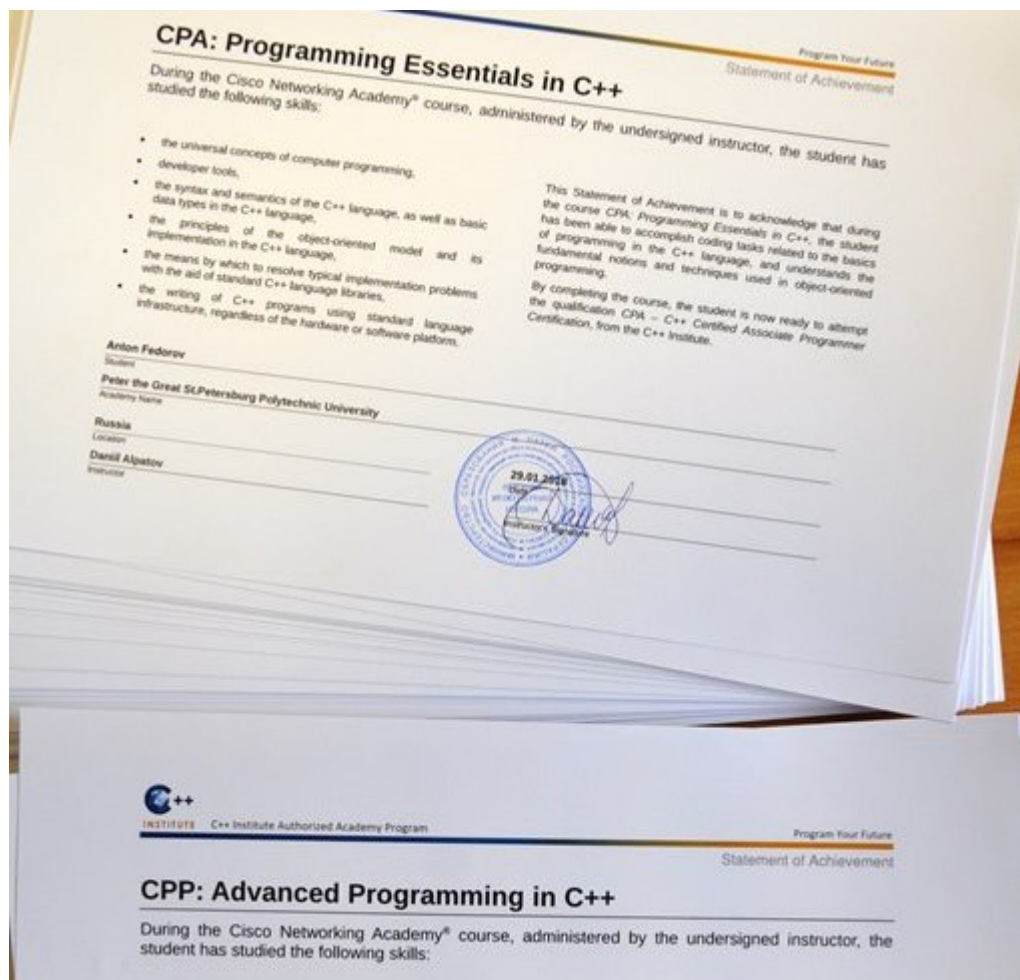 Program Your Future
Statement of Achievement
CPA: Programming Essentials in C++
During the Cisco Networking Academy® course, administered by the undersigned instructor, the student has
studied the following skills:
• the universal concepts of computer programming,
• developer tools,
• the syntax and semantics of the C++ language, as well as basic
data types in the C++ language,
• the principles of the object-oriented model and its
implementation in the C++ language,
• the means by which to resolve typical implementation problems
with the aid of standard C++ language libraries,
• the writing of C++ programs using standard language
infrastructure, regardless of the hardware or software platform.
This Statement of Achievement is to acknowledge that during
the course CPA: Programming Essentials in C++, the student
has been able to accomplish coding tasks related to the basics
of programming in the C++ language, and understands the
fundamental notions and techniques used in object-oriented
programming.
By completing the course, the student is now ready to attempt
the qualification CPA – C++ Certified Associate Programmer
Certification, from the C++ Institute.
Anton Fedorov
Student
Peter the Great St.Petersburg Polytechnic University
Academy Name
Russia
Location
Daniil Alpatov
Instructor
29.01.2018
Date
Instructor's Signature
C++
INSTITUTE C++ Institute Authorized Academy Program
Program Your Future
Statement of Achievement
CPP: Advanced Programming in C++
During the Cisco Networking Academy® course, administered by the undersigned instructor, the
student has studied the following skills: